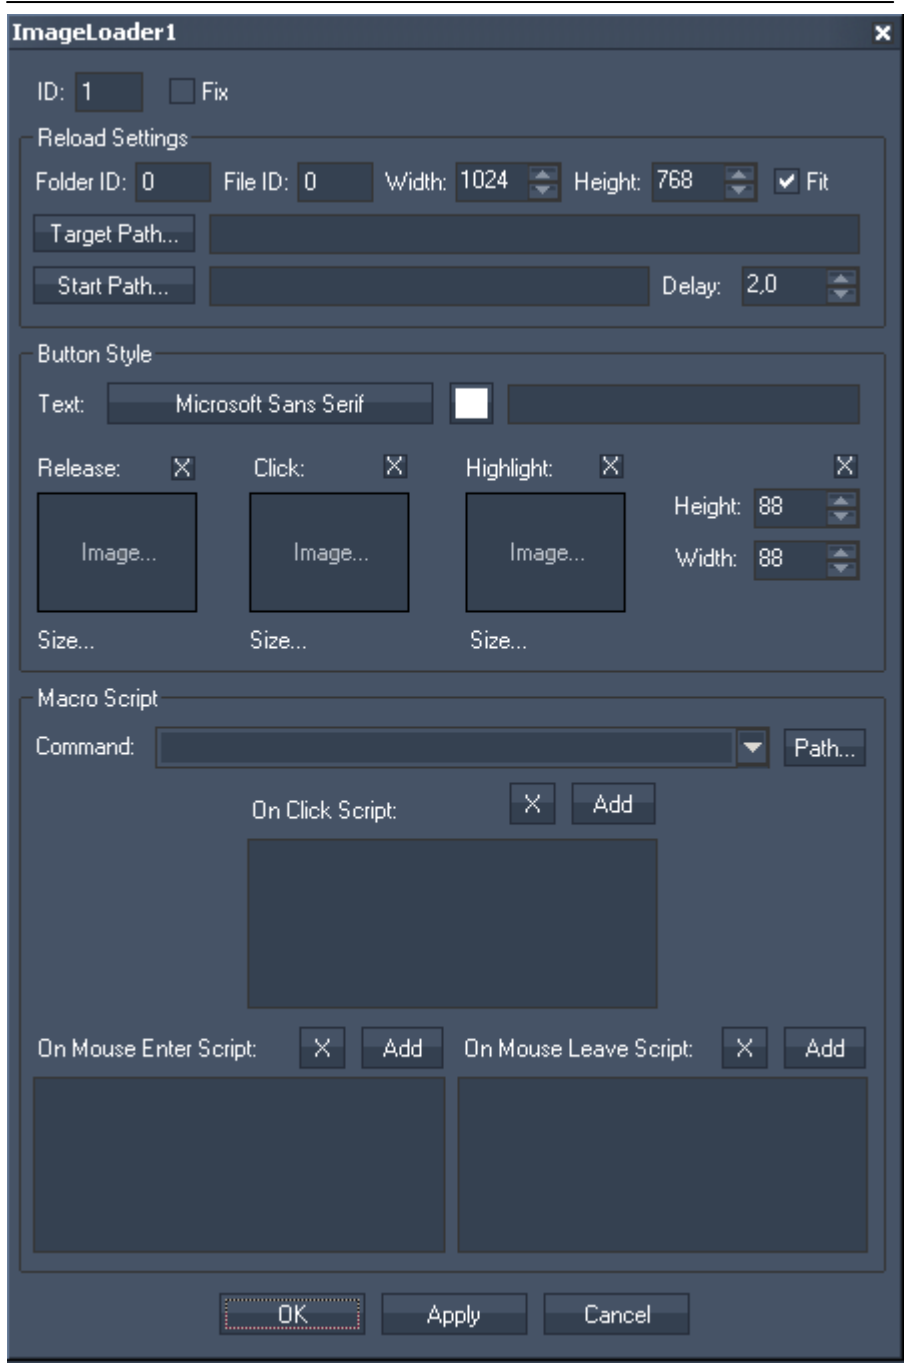 ImageLoader1
ID: 1 Fix
Reload Settings
Folder ID: 0 File ID: 0 Width: 1024 Height: 768 Fit
Target Path...
Start Path... Delay: 2,0
Button Style
Text: Microsoft Sans Serif
Release: X Click: X Highlight: X X
Height: 88
Image... Image... Image...
Width: 88
Size... Size... Size...
Macro Script
Command: Path...
On Click Script: X Add
On Mouse Enter Script: X Add On Mouse Leave Script: X Add
OK Apply Cancel